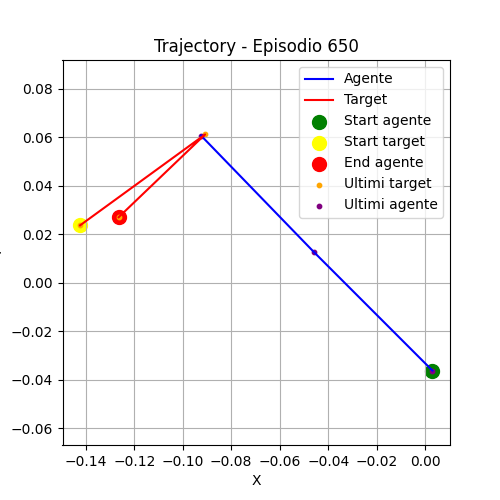 Trajectory - Episodio 650
Agente
Target
Start agente
Start target
End agente
Ultimi target
Ultimi agente
0.08
0.06
0.04
0.02
0.00
−0.02
−0.04
−0.06
−0.14 −0.12 −0.10 −0.08 −0.06 −0.04 −0.02 0.00
X